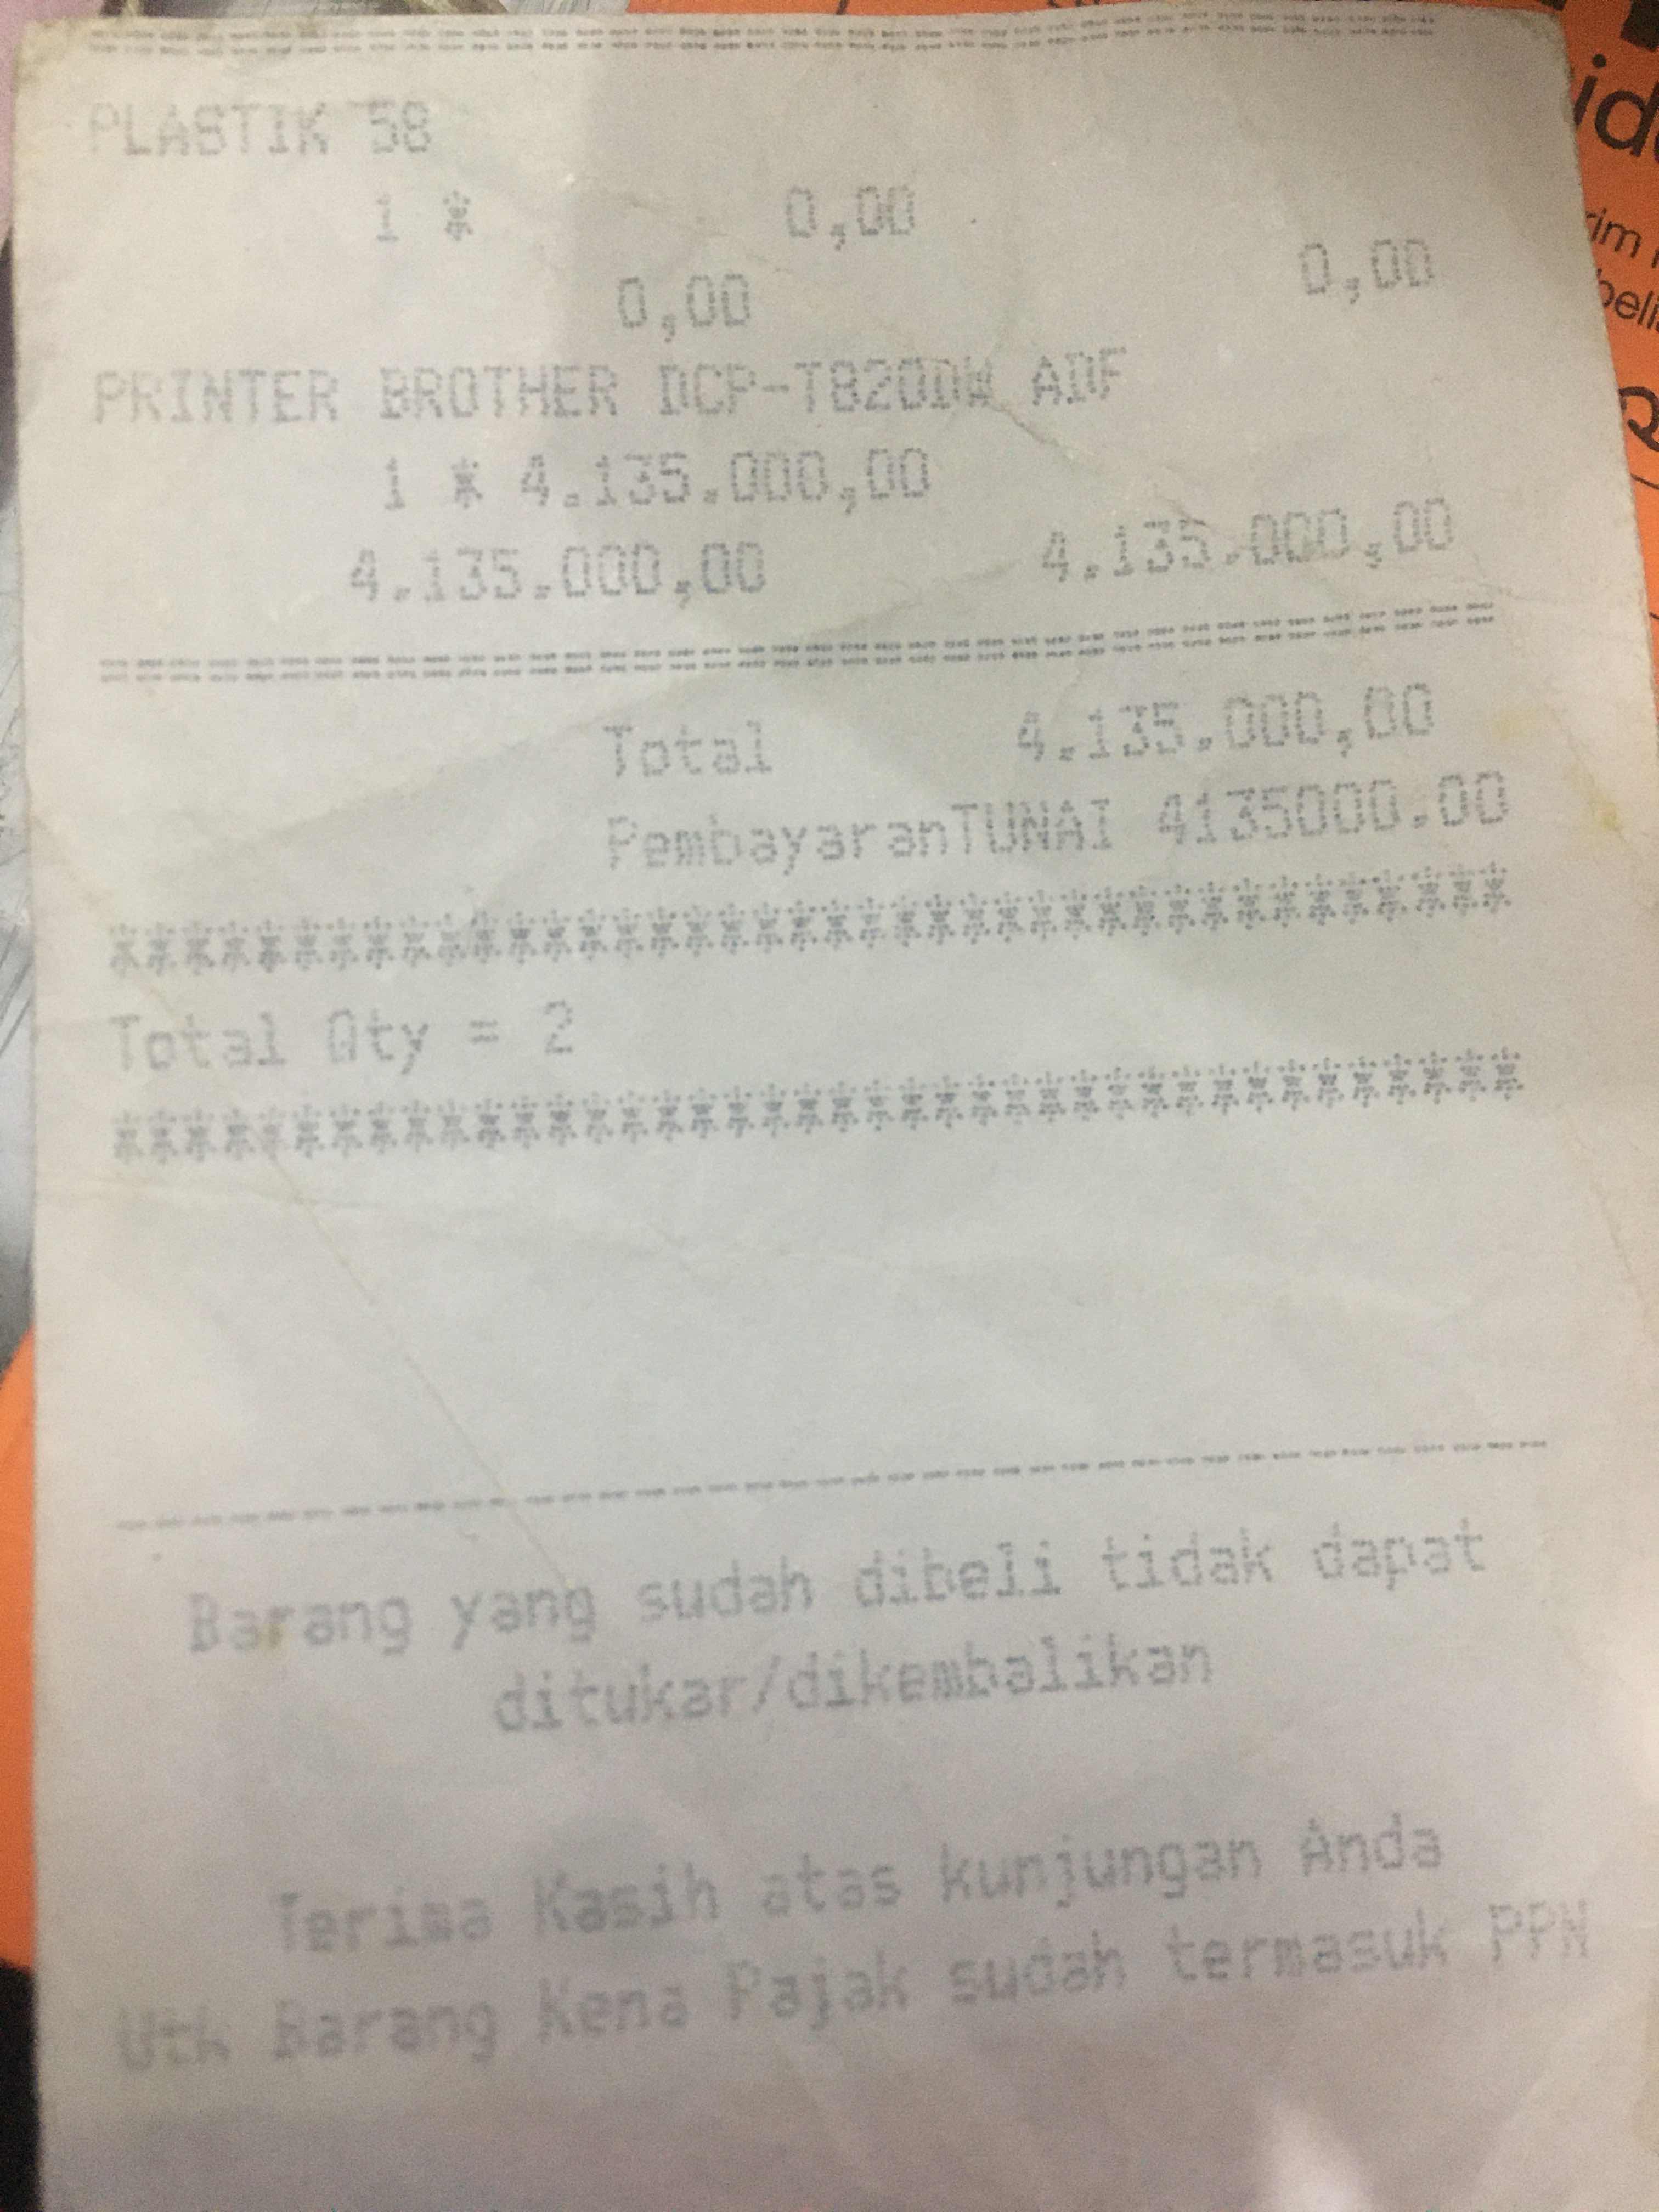 ================================================
PLASTIK 58
1 * 0,00
0,00 0,00
PRINTER BROTHER DCP-T820DW ADF
1 * 4.135.000,00
4.135.000,00 4.135.000,00
========================================
Total 4.135.000,00
PembayaranTUNAI 4135000.00
****************************************
Total Qty = 2
****************************************
----------------------------------------
Barang yang sudah dibeli tidak dapat
ditukar/dikembalikan
Terima Kasih atas kunjungan Anda
Utk Barang Kena Pajak sudah termasuk PPN